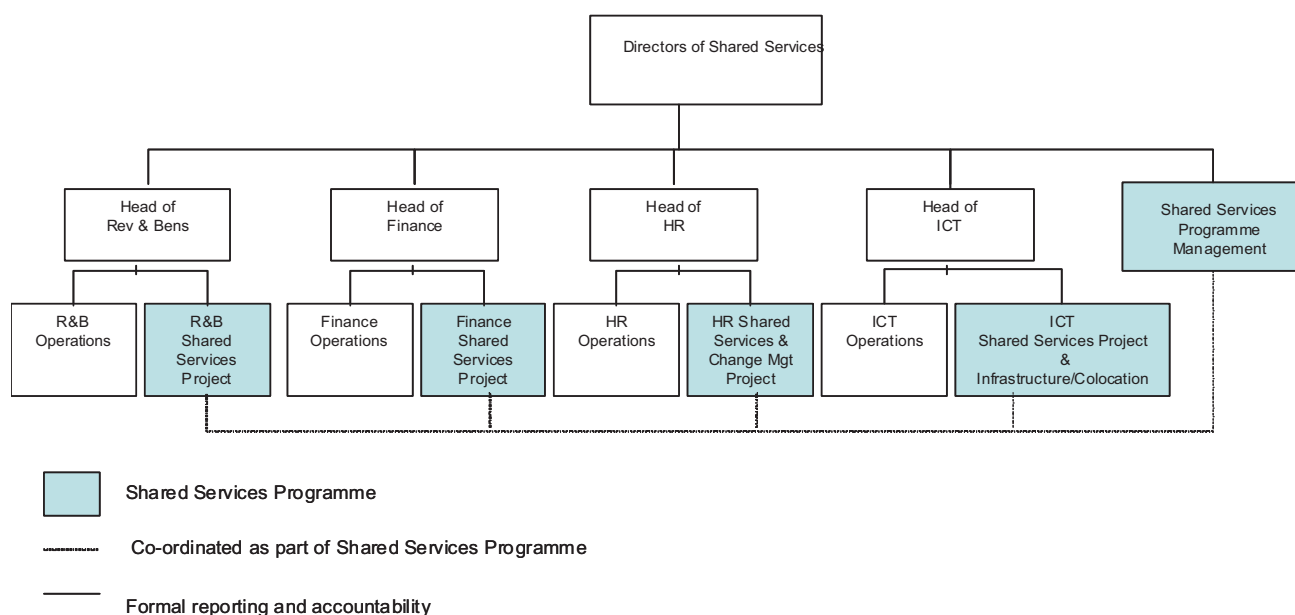 Directors of Shared Services
Head of
Rev & Bens
Head of
Finance
Head of
HR
Head of
ICT
Shared Services
Programme
Management
R&B
Operations
R&B
Shared
Services
Project
Finance
Operations
Finance
Shared
Services
Project
HR
Operations
HR Shared
Services &
Change Mgt
Project
ICT
Operations
ICT
Shared Services Project
&
Infrastructure/Colocation
Shared Services Programme
Co-ordinated as part of Shared Services Programme
Formal reporting and accountability